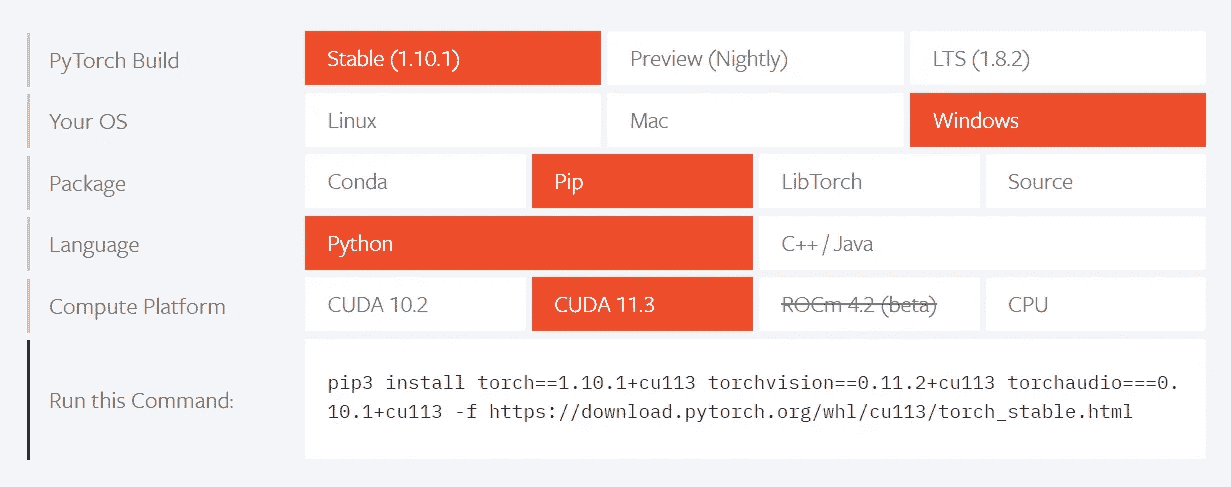 PyTorch Build Stable (1.10.1) Preview (Nightly) LTS (1.8.2)
Your OS Linux Mac Windows
Package Conda Pip LibTorch Source
Language Python C++ / Java
Compute Platform CUDA 10.2 CUDA 11.3 ROCm 4.2 (beta) CPU
Run this Command:
pip3 install torch==1.10.1+cu113 torchvision==0.11.2+cu113 torchaudio===0.
10.1+cu113 -f https://download.pytorch.org/whl/cu113/torch_stable.html